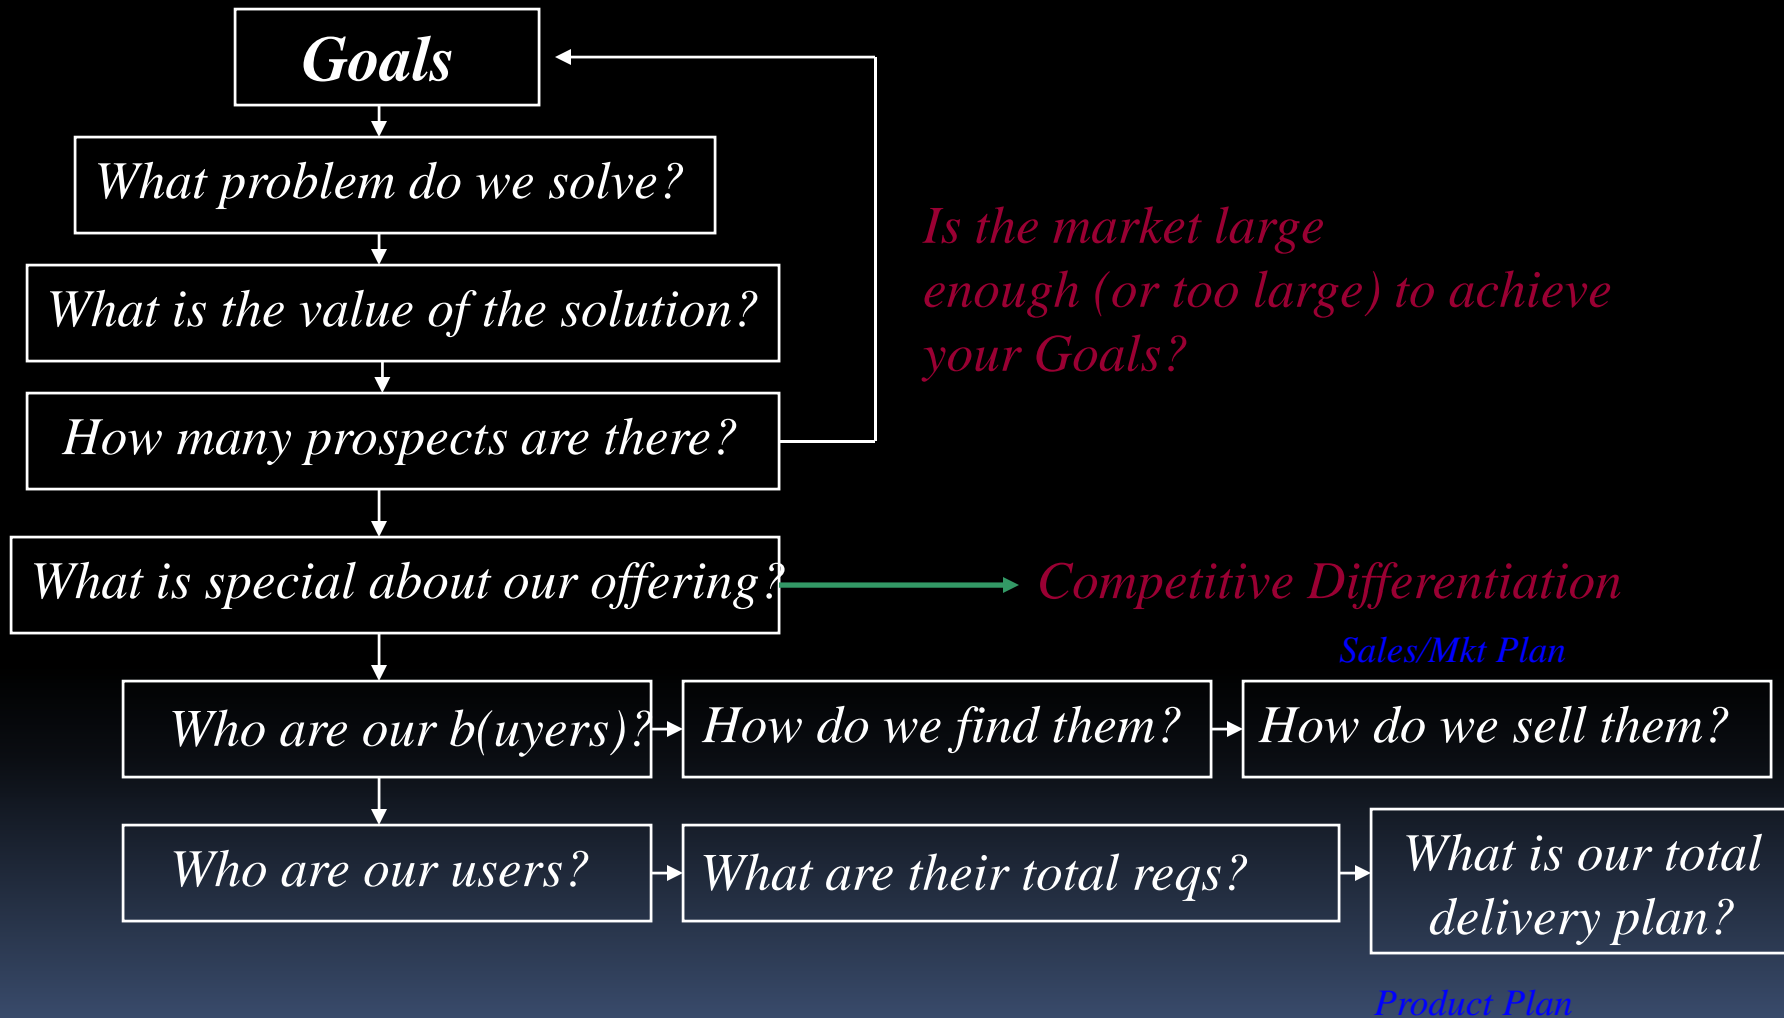 Goals
What problem do we solve?
Is the market large
enough (or too large) to achieve
your Goals?
What is the value of the solution?
How many prospects are there?
What is special about our offering?
Competitive Differentiation
Sales/Mkt Plan
Who are our b(uyers)?
How do we find them?
How do we sell them?
Who are our users?
What are their total reqs?
What is our total
delivery plan?
Product Plan